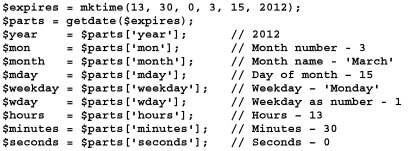 $expires = mktime(13, 30, 0, 3, 15, 2012);
$parts = getdate($expires);
$year    = $parts['year'];     // 2012
$mon     = $parts['mon'];      // Month number - 3
$month   = $parts['month'];    // Month name - 'March'
$mday    = $parts['mday'];     // Day of month - 15
$weekday = $parts['weekday'];  // Weekday - 'Monday'
$wday    = $parts['wday'];     // Weekday as number - 1
$hours   = $parts['hours'];    // Hours - 13
$minutes = $parts['minutes'];  // Minutes - 30
$seconds = $parts['seconds'];  // Seconds - 0